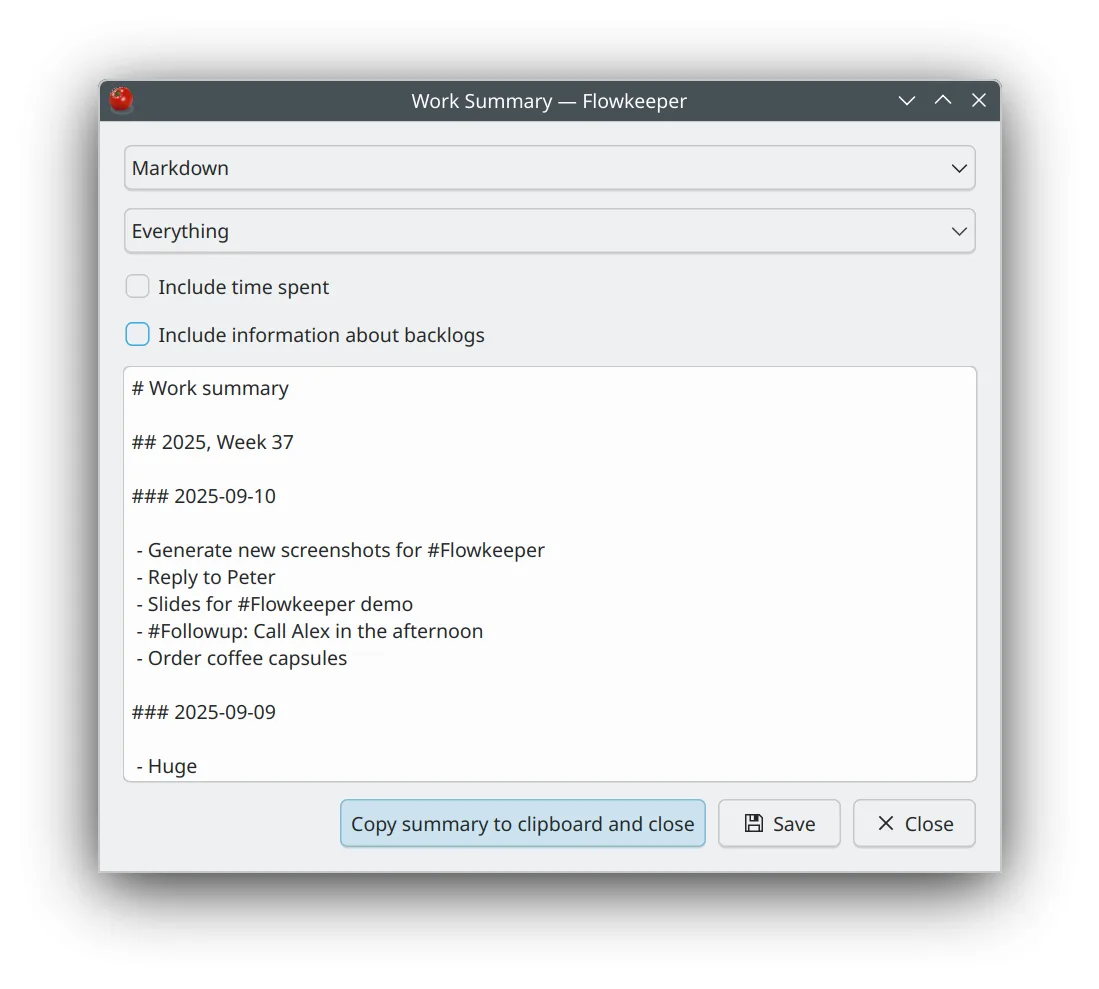 Work Summary — Flowkeeper
Markdown
Everything
Include time spent
Include information about backlogs
# Work summary
## 2025, Week 37
### 2025-09-10
- Generate new screenshots for #Flowkeeper
- Reply to Peter
- Slides for #Flowkeeper demo
- #Followup: Call Alex in the afternoon
- Order coffee capsules
### 2025-09-09
- Huge
Copy summary to clipboard and close
Save
Close